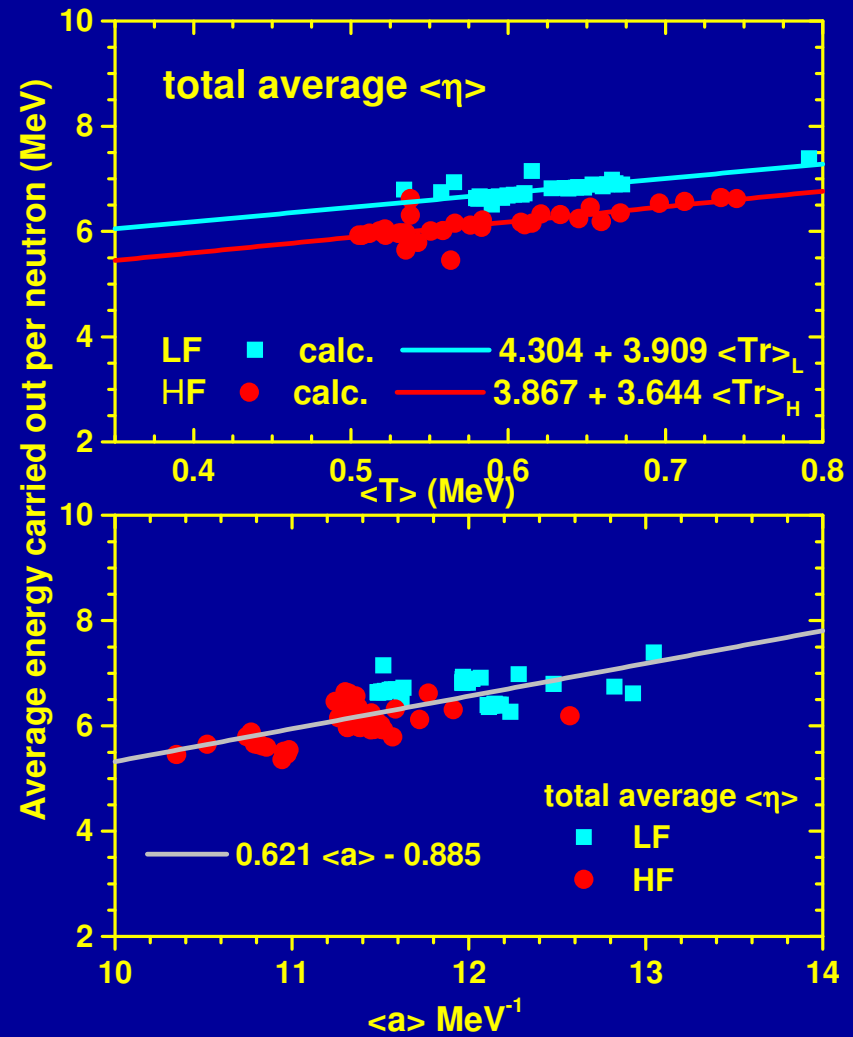 Average energy carried out per neutron (MeV)
10
8
6
4
2
total average <η>
LF calc. 4.304 + 3.909 <Tr>L
HF calc. 3.867 + 3.644 <Tr>H
0.4 0.5 0.6 0.7 0.8
<T> (MeV)
10
8
6
4
2
total average <η>
LF
0.621 <a> - 0.885
HF
10 11 12 13 14
<a> MeV-1